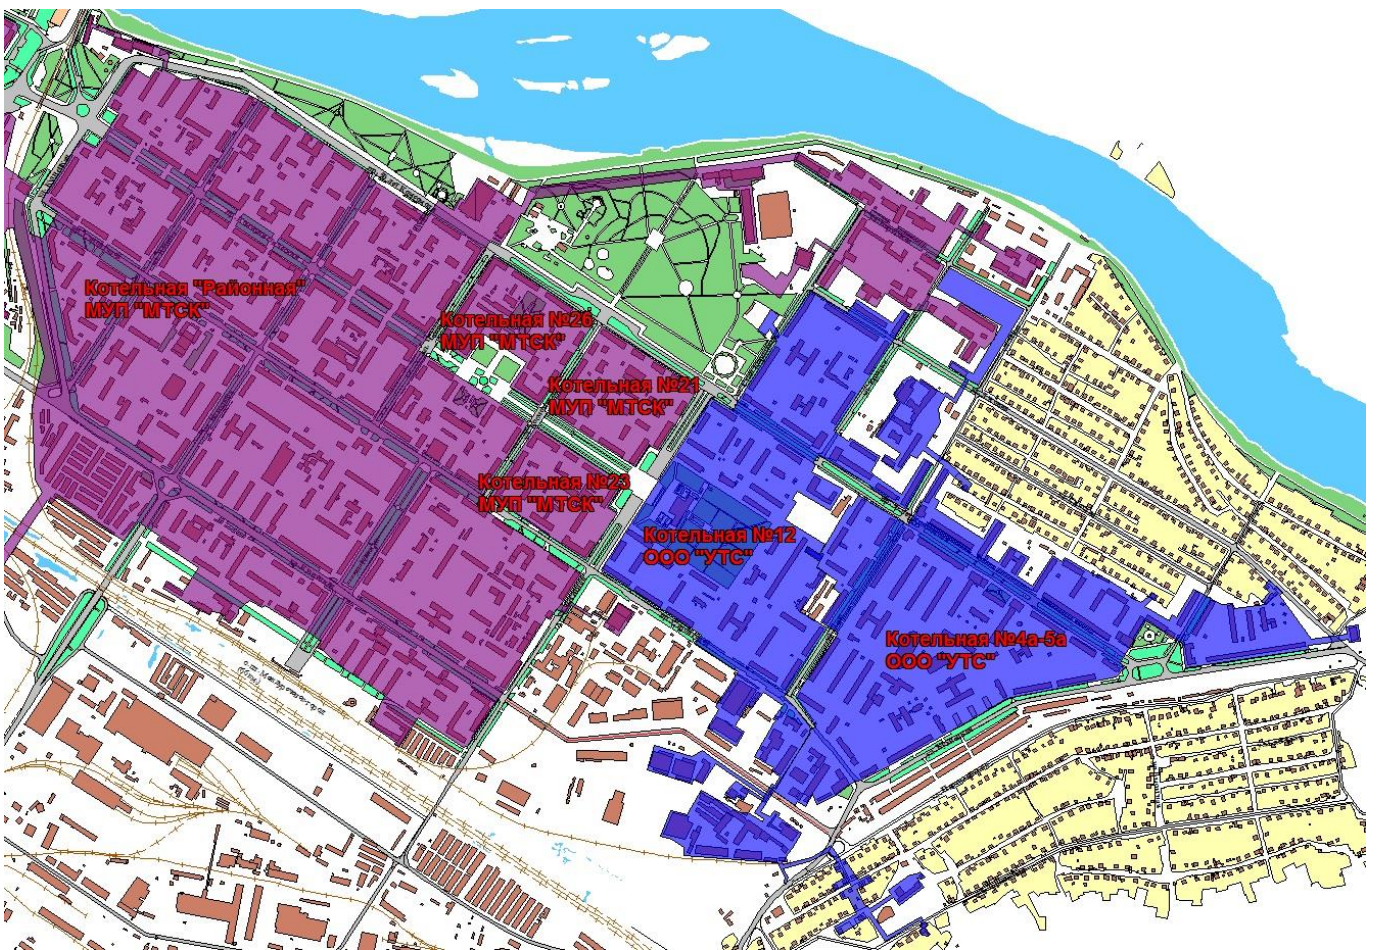 Котельная "Районная"
МУП "МТСК"
Котельная №26
МУП "МТСК"
Котельная №21
МУП "МТСК"
Котельная №23
МУП "МТСК"
Котельная №12
ООО "УТС"
Котельная №4а-5а
ООО "УТС"